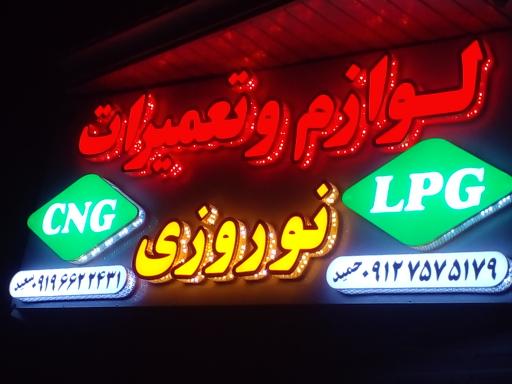 لوازم و تعمیرات
نوروزی
LPG
CNG
۰۹۱۲۷۵۷۵۱۷۹ حمید
۰۹۱۹۶۶۲۲۴۳۱ سعید